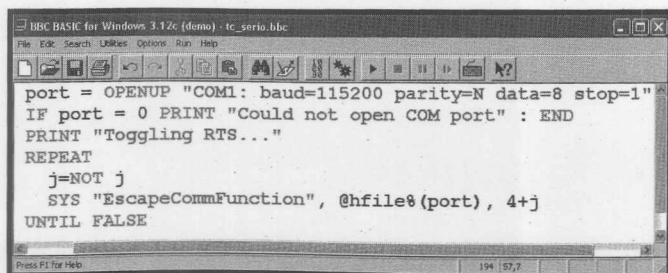 BBC BASIC for Windows 3.12c (demo) - tc_serio.bbc
File Edit Search Utilities Options Run Help
port = OPENUP "COM1: baud=115200 parity=N data=8 stop=1"
IF port = 0 PRINT "Could not open COM port" : END
PRINT "Toggling RTS..."
REPEAT
j=NOT j
SYS "EscapeCommFunction", @hfile%(port), 4+j
UNTIL FALSE
Press F1 for Help 194 57,7